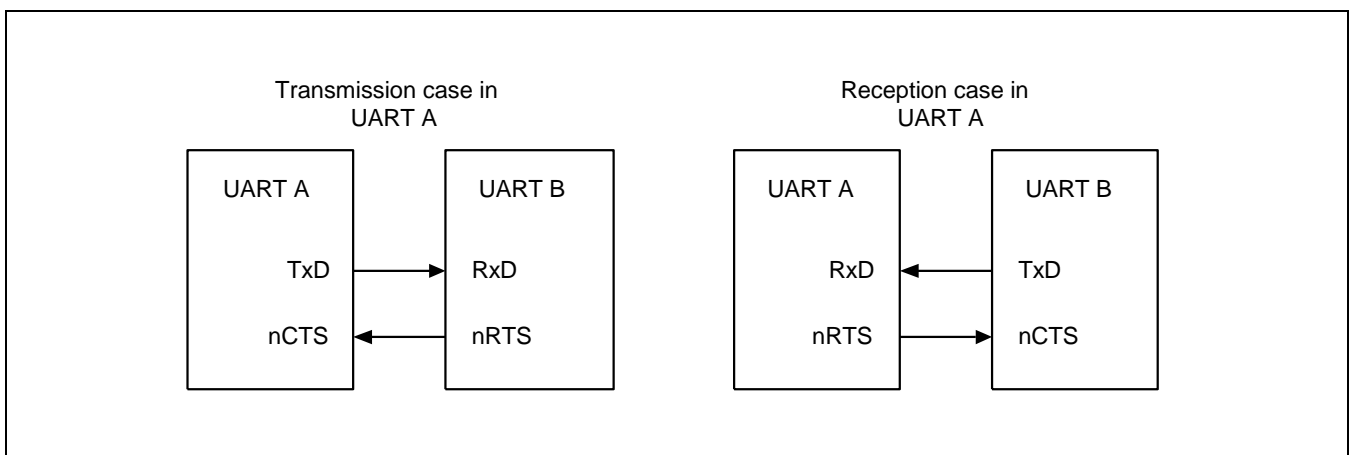 Transmission case in
UART A
UART A
UART B
TxD
RxD
nCTS
nRTS
Reception case in
UART A
UART A
UART B
RxD
TxD
nRTS
nCTS